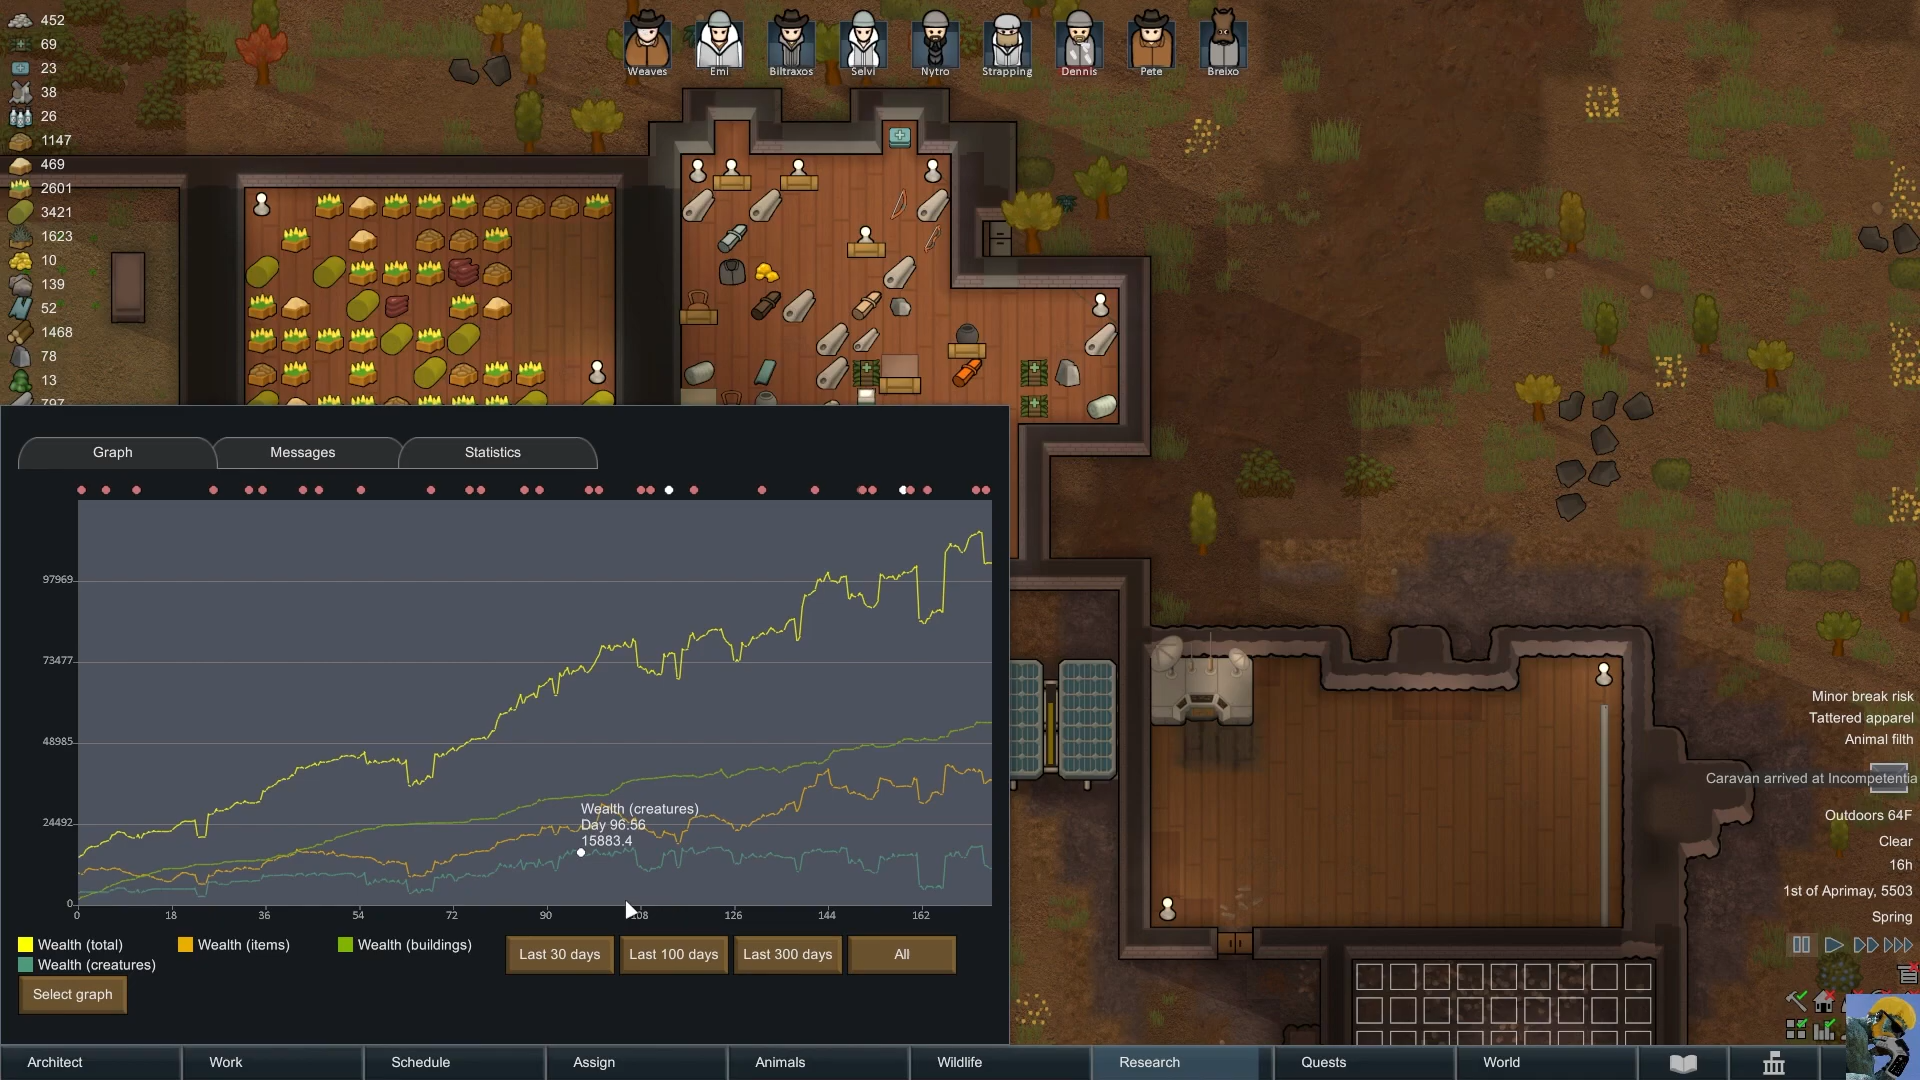 452
69
23
38
26
1147
469
2601
3421
1623
10
139
52
1468
78
13
797
Weaves
Emi
Biltraxos
Selvi
Nytro
Strapping
Dennis
Pete
Breixo
Graph
Messages
Statistics
97969
73477
48985
24492
0
Wealth (creatures)
Day 96.56
15883.4
0
18
36
54
72
90
108
126
144
162
Wealth (total)
Wealth (items)
Wealth (buildings)
Wealth (creatures)
Last 30 days
Last 100 days
Last 300 days
All
Select graph
Minor break risk
Tattered apparel
Animal filth
Caravan arrived at Incompetentia
Outdoors 64F
Clear
16h
1st of Aprimay, 5503
Spring
Architect
Work
Schedule
Assign
Animals
Wildlife
Research
Quests
World